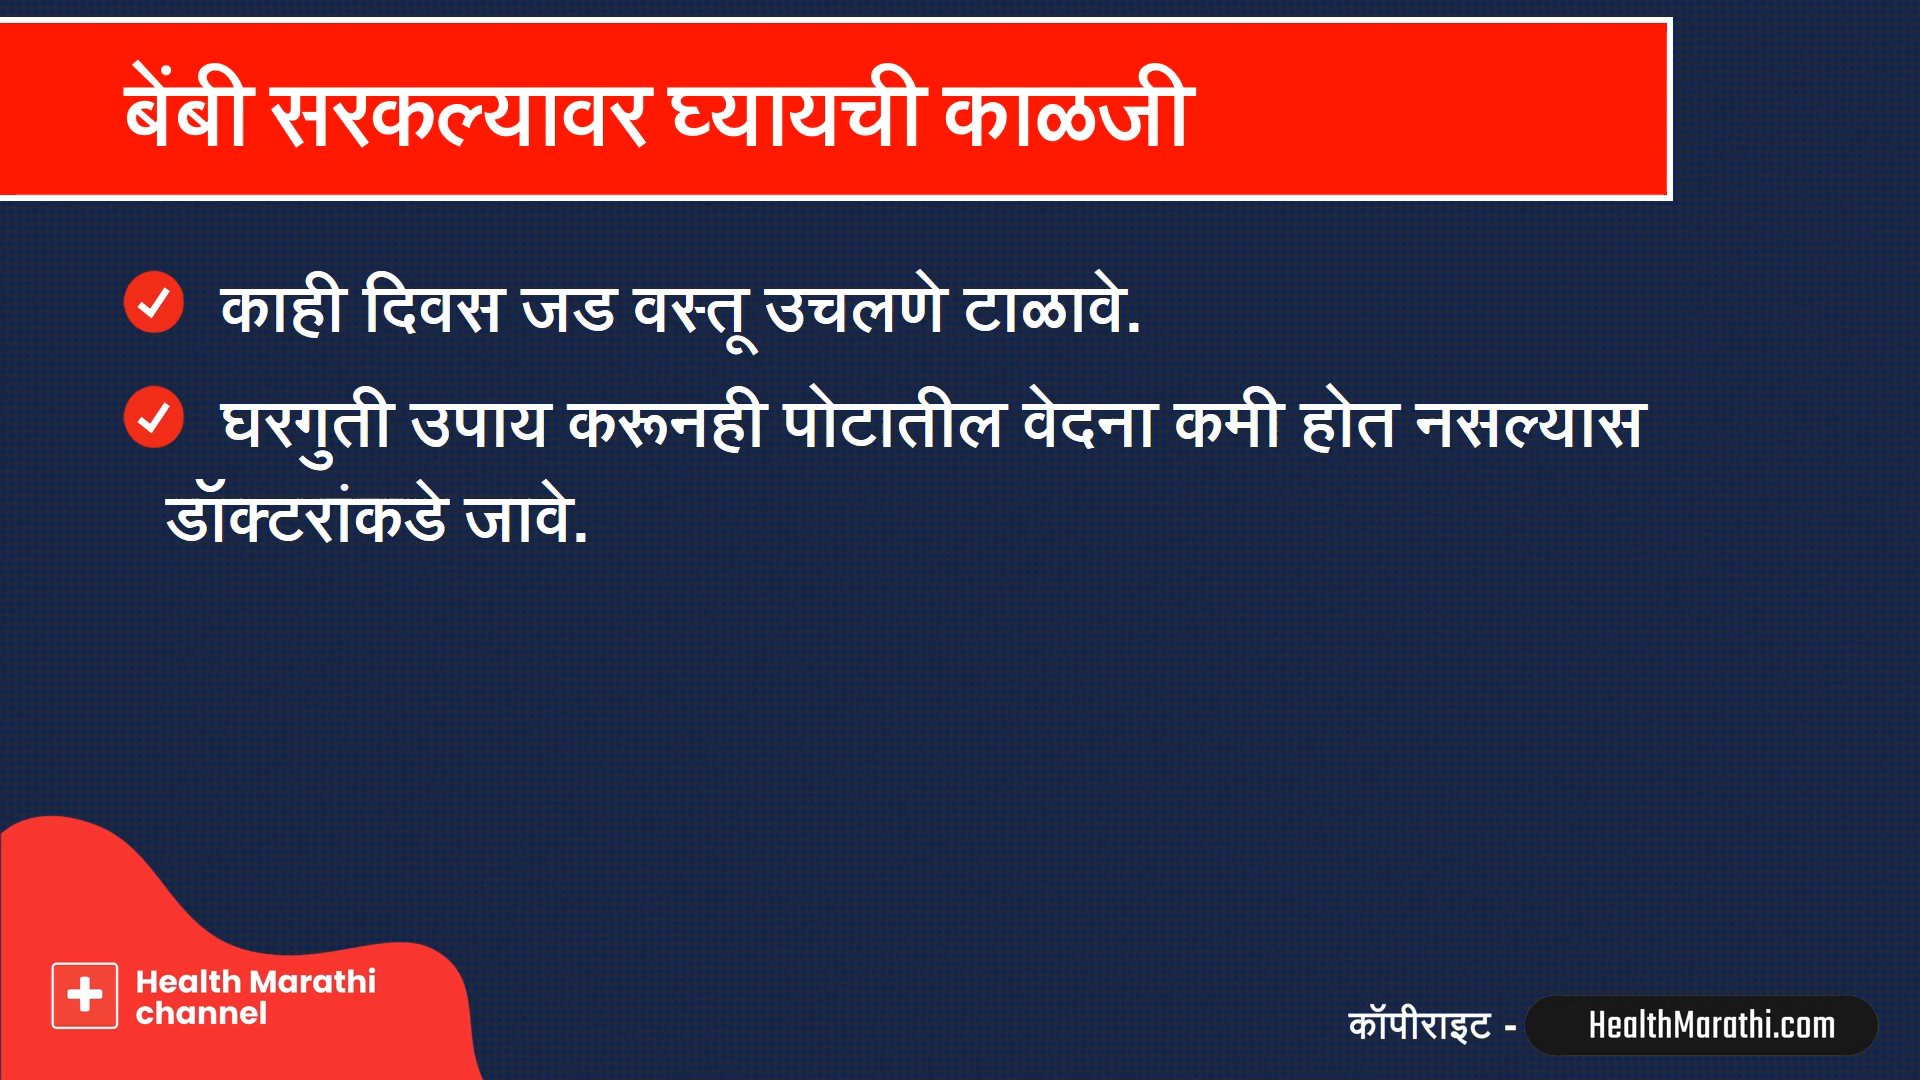 बेंबी सरकल्यावर घ्यायची काळजी
काही दिवस जड वस्तू उचलणे टाळावे.
घरगुती उपाय करूनही पोटातील वेदना कमी होत नसल्यास
डॉक्टरांकडे जावे.
Health Marathi
channel
कॉपीराइट - HealthMarathi.com